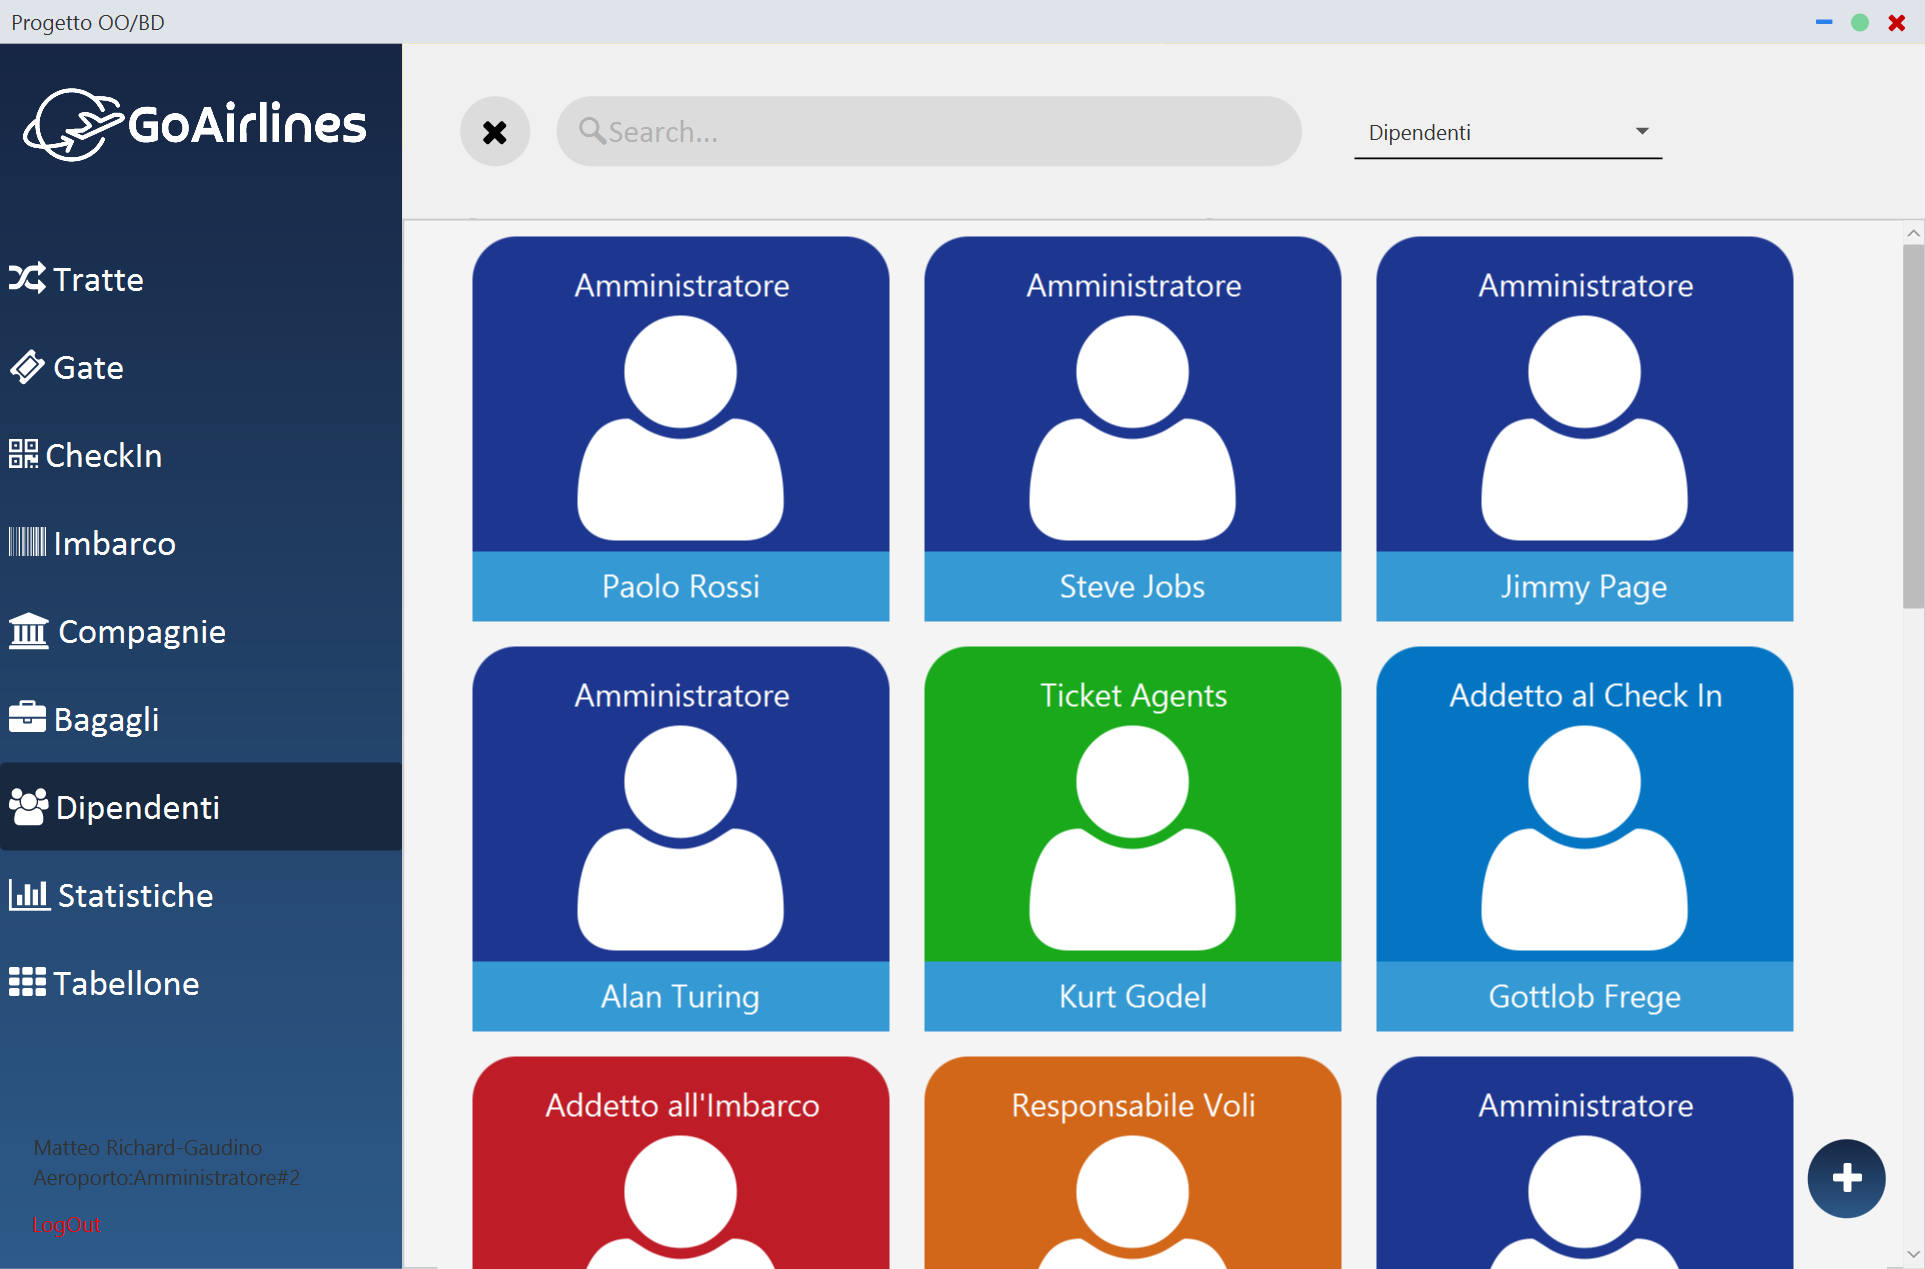 Progetto OO/BD
GoAirlines
Search...
Dipendenti
Tratte
Gate
CheckIn
Imbarco
Compagnie
Bagagli
Dipendenti
Statistiche
Tabellone
Matteo Richard-Gaudino
Aeroporto:Amministratore#2
LogOut
Amministratore
Paolo Rossi
Amministratore
Steve Jobs
Amministratore
Jimmy Page
Amministratore
Alan Turing
Ticket Agents
Kurt Godel
Addetto al Check In
Gottlob Frege
Addetto all'Imbarco
Responsabile Voli
Amministratore